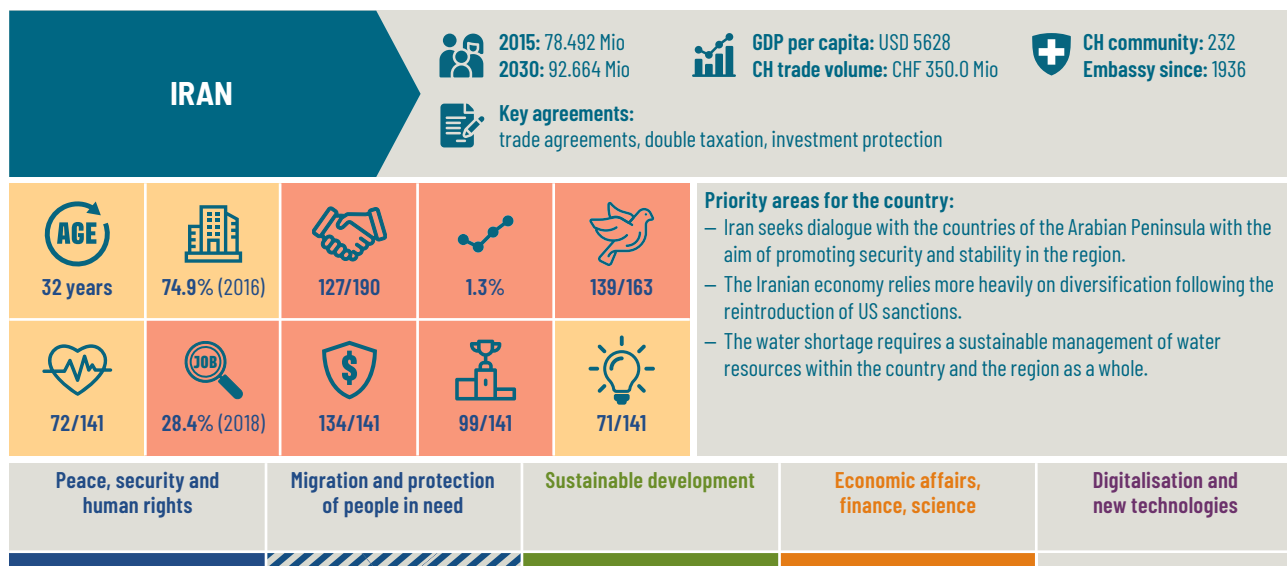 IRAN
2015: 78.492 Mio
2030: 92.664 Mio
GDP per capita: USD 5628
CH trade volume: CHF 350.0 Mio
CH community: 232
Embassy since: 1936
Key agreements:
trade agreements, double taxation, investment protection
AGE
32 years
74.9% (2016)
127/190
1.3%
139/163
JOB
$
72/141
28.4% (2018)
134/141
99/141
71/141
Priority areas for the country:
– Iran seeks dialogue with the countries of the Arabian Peninsula with the
aim of promoting security and stability in the region.
– The Iranian economy relies more heavily on diversification following the
reintroduction of US sanctions.
– The water shortage requires a sustainable management of water
resources within the country and the region as a whole.
Peace, security and
human rights
Migration and protection
of people in need
Sustainable development
Economic affairs,
finance, science
Digitalisation and
new technologies